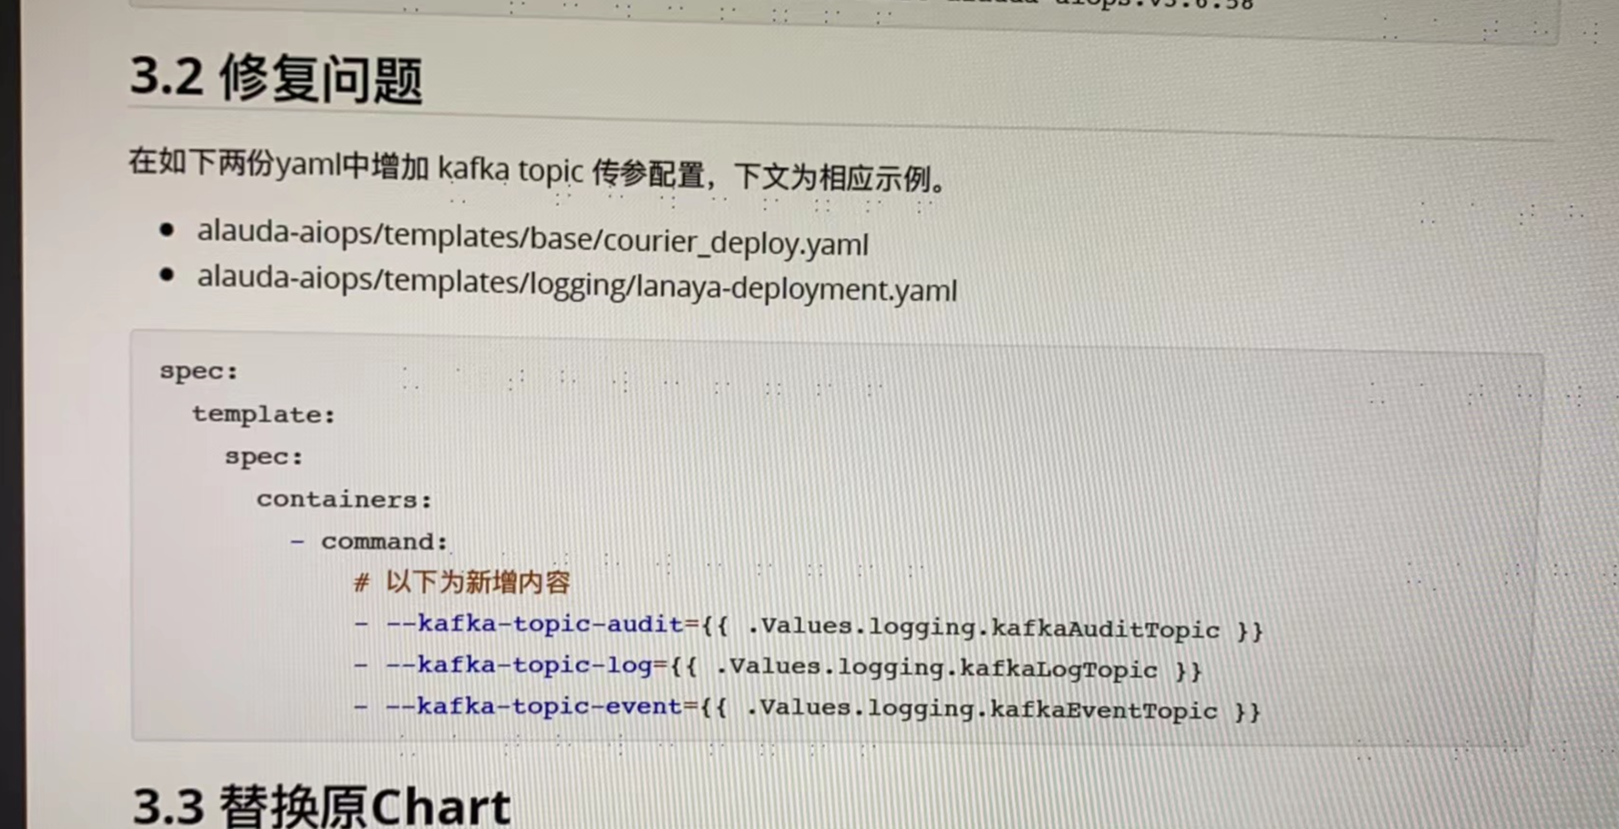 alauda-aiops:v3.6.58
3.2 修复问题
在如下两份yaml中增加 kafka topic 传参配置，下文为相应示例。
• alauda-aiops/templates/base/courier_deploy.yaml
• alauda-aiops/templates/logging/lanaya-deployment.yaml
spec:
  template:
    spec:
      containers:
        - command:
            # 以下为新增内容
            - --kafka-topic-audit={{ .Values.logging.kafkaAuditTopic }}
            - --kafka-topic-log={{ .Values.logging.kafkaLogTopic }}
            - --kafka-topic-event={{ .Values.logging.kafkaEventTopic }}
3.3 替换原Chart